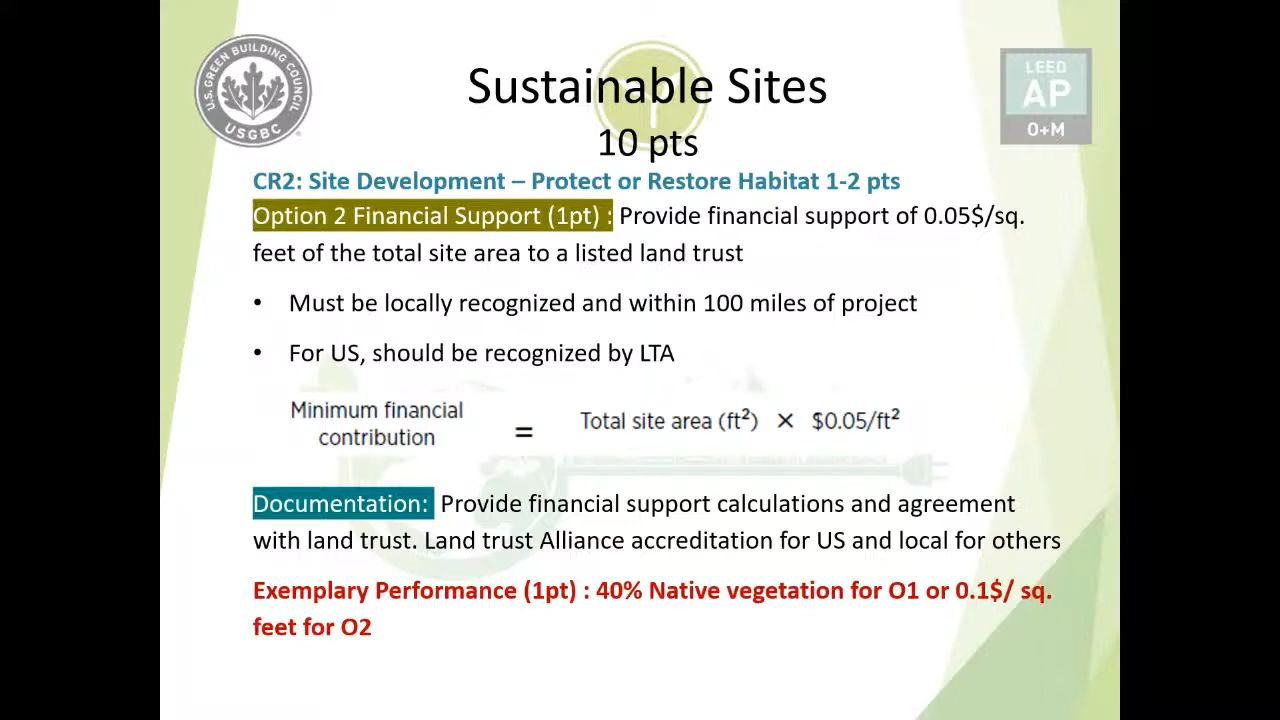 U.S. GREEN BUILDING COUNCIL
USGBC
LEED
AP
O+M
Sustainable Sites
10 pts
CR2: Site Development – Protect or Restore Habitat 1-2 pts
Option 2 Financial Support (1pt) : Provide financial support of 0.05$/sq.
feet of the total site area to a listed land trust
• Must be locally recognized and within 100 miles of project
• For US, should be recognized by LTA
Minimum financial
contribution
= Total site area (ft²) × $0.05/ft²
Documentation: Provide financial support calculations and agreement
with land trust. Land trust Alliance accreditation for US and local for others
Exemplary Performance (1pt) : 40% Native vegetation for O1 or 0.1$/ sq.
feet for O2